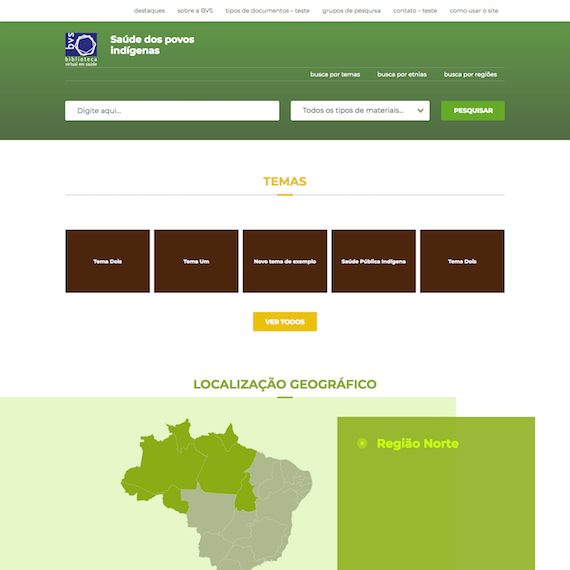 destaques sobre a BVS tipos de documentos – teste grupos de pesquisa contato – teste como usar o site
bvs
biblioteca
virtual em saúde
Saúde dos povos
indígenas
busca por temas busca por etnias busca por regiões
Digite aqui... Todos os tipos de materiais... PESQUISAR
TEMAS
Tema Dois Tema Um Novo tema de exemplo Saúde Pública Indígena Tema Dois
VER TODOS
LOCALIZAÇÃO GEOGRÁFICO
Região Norte